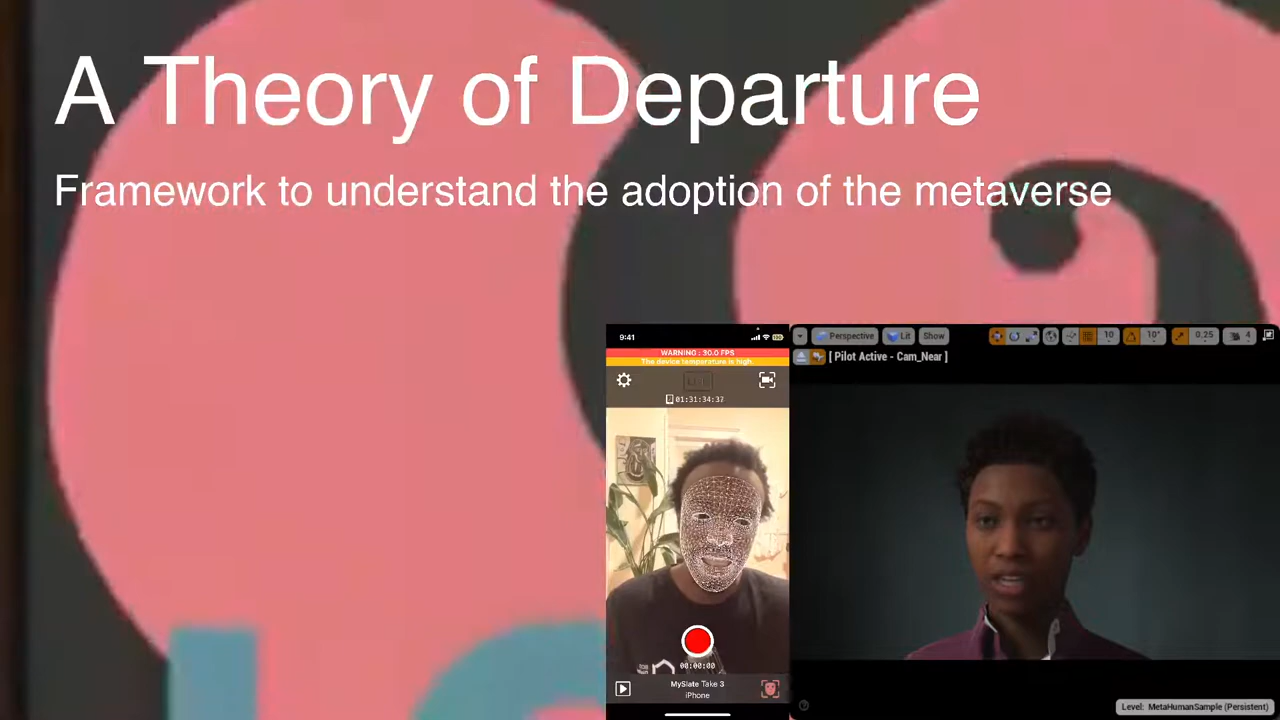 A Theory of Departure
Framework to understand the adoption of the metaverse
9:41
WARNING : 30.0 FPS
The device temperature is high.
LIVE
01:31:34:37
00:00:00
MySlate Take 3
iPhone
Perspective
Lit
Show
10
10°
0.25
4
[ Pilot Active - Cam_Near ]
Level: MetaHumanSample (Persistent)